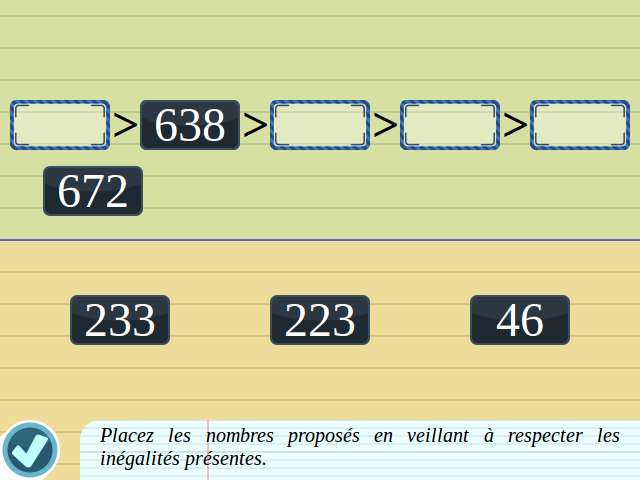 > 638 > > >
672
233 223 46
Placez les nombres proposés en veillant à respecter les
inégalités présentes.